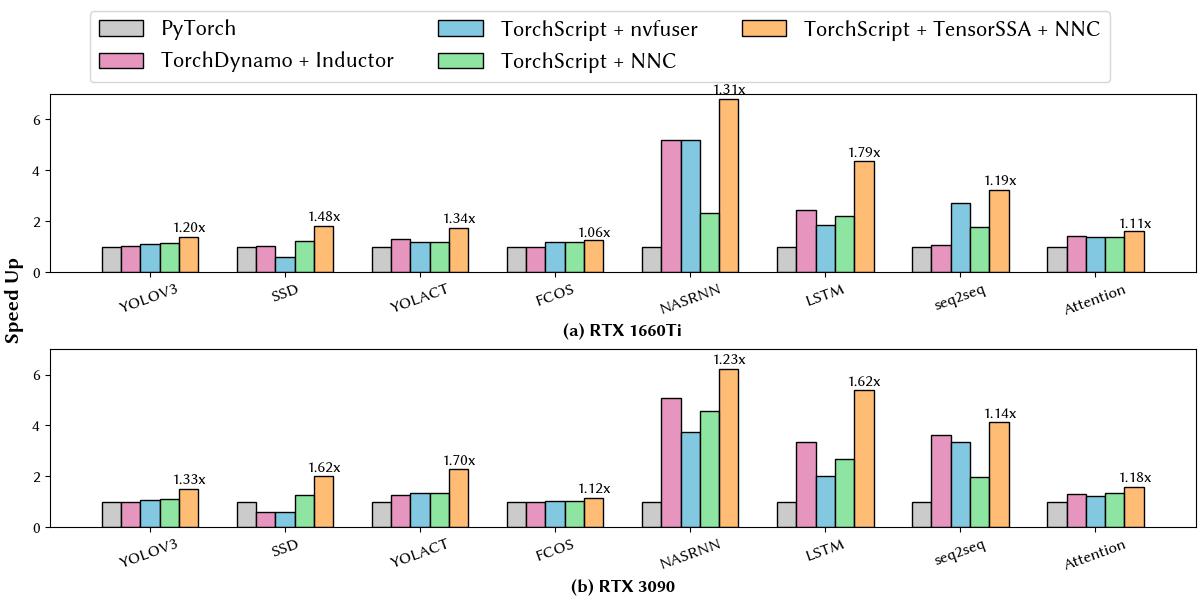 PyTorch
TorchDynamo + Inductor
TorchScript + nvfuser
TorchScript + NNC
TorchScript + TensorSSA + NNC
Speed Up
6
4
2
0
1.20x
1.48x
1.34x
1.06x
1.31x
1.79x
1.19x
1.11x
YOLOV3
SSD
YOLACT
FCOS
NASRNN
LSTM
seq2seq
Attention
(a) RTX 1660Ti
6
4
2
0
1.33x
1.62x
1.70x
1.12x
1.23x
1.62x
1.14x
1.18x
YOLOV3
SSD
YOLACT
FCOS
NASRNN
LSTM
seq2seq
Attention
(b) RTX 3090